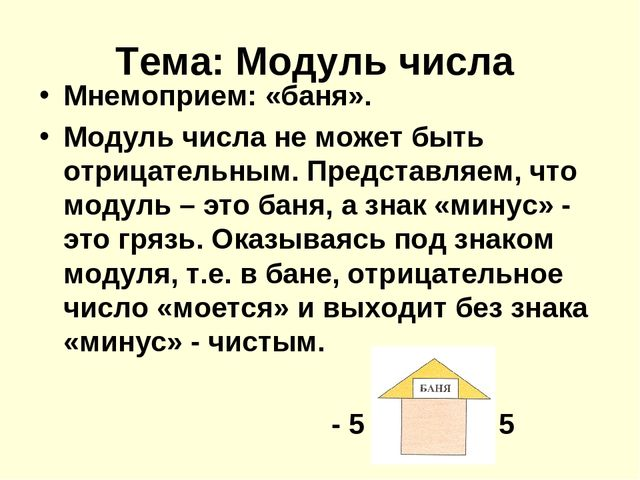 Тема: Модуль числа
• Мнемоприем: «баня».
• Модуль числа не может быть
отрицательным. Представляем, что
модуль – это баня, а знак «минус» -
это грязь. Оказываясь под знаком
модуля, т.е. в бане, отрицательное
число «моется» и выходит без знака
«минус» - чистым.
БАНЯ
- 5 5